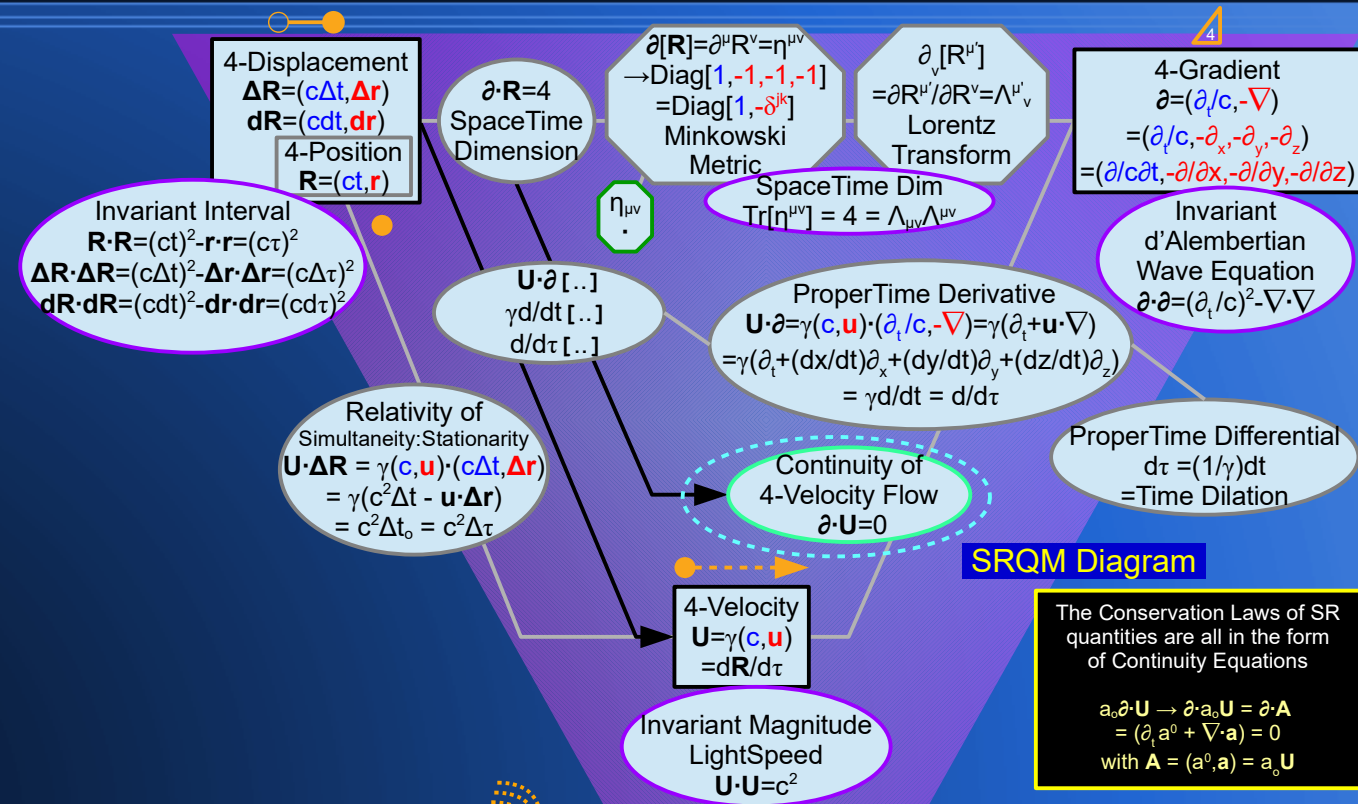 4-Displacement
ΔR=(cΔt,Δr)
dR=(cdt,dr)
4-Position
R=(ct,r)
Invariant Interval
R·R=(ct)²-r·r=(cτ)²
ΔR·ΔR=(cΔt)²-Δr·Δr=(cΔτ)²
dR·dR=(cdt)²-dr·dr=(cdτ)²
∂·R=4
SpaceTime
Dimension
∂[R]=∂^μR^ν=η^μν
→Diag[1,-1,-1,-1]
=Diag[1,-δ^jk]
Minkowski
Metric
∂_ν[R^μ']
=∂R^μ'/∂R^ν=Λ^μ'_ν
Lorentz
Transform
SpaceTime Dim
Tr[η^μν] = 4 = Λ_μνΛ^μν
η_μν
·
4
4-Gradient
∂=(∂_t/c,-∇)
=(∂_t/c,-∂_x,-∂_y,-∂_z)
=(∂/c∂t,-∂/∂x,-∂/∂y,-∂/∂z)
Invariant
d'Alembertian
Wave Equation
∂·∂=(∂_t/c)²-∇·∇
U·∂[..]
γd/dt[..]
d/dτ[..]
ProperTime Derivative
U·∂=γ(c,u)·(∂_t/c,-∇)=γ(∂_t+u·∇)
=γ(∂_t+(dx/dt)∂_x+(dy/dt)∂_y+(dz/dt)∂_z)
= γd/dt = d/dτ
Relativity of
Simultaneity:Stationarity
U·ΔR = γ(c,u)·(cΔt,Δr)
= γ(c²Δt - u·Δr)
= c²Δt_o = c²Δτ
Continuity of
4-Velocity Flow
∂·U=0
ProperTime Differential
dτ =(1/γ)dt
=Time Dilation
SRQM Diagram
4-Velocity
U=γ(c,u)
=dR/dτ
Invariant Magnitude
LightSpeed
U·U=c²
The Conservation Laws of SR
quantities are all in the form
of Continuity Equations
a_o∂·U → ∂·a_oU = ∂·A
= (∂_t a⁰ + ∇·a) = 0
with A = (a⁰,a) = a_oU